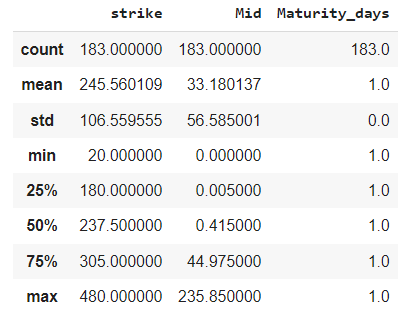 strike Mid Maturity_days
count 183.000000 183.000000 183.0
mean 245.560109 33.180137 1.0
std 106.559555 56.585001 0.0
min 20.000000 0.000000 1.0
25% 180.000000 0.005000 1.0
50% 237.500000 0.415000 1.0
75% 305.000000 44.975000 1.0
max 480.000000 235.850000 1.0